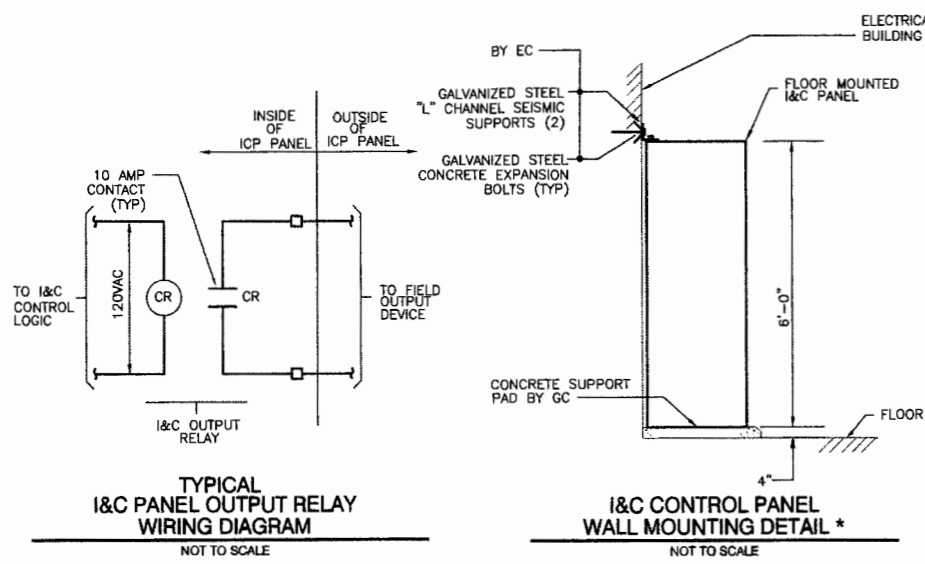 INSIDE
OF
ICP PANEL
OUTSIDE
OF
ICP PANEL
10 AMP
CONTACT
(TYP)
TO I&C
CONTROL
LOGIC
120VAC
CR
CR
TO FIELD
OUTPUT
DEVICE
I&C OUTPUT
RELAY
TYPICAL
I&C PANEL OUTPUT RELAY
WIRING DIAGRAM
NOT TO SCALE
ELECTRICA
BUILDING
BY EC
GALVANIZED STEEL
"L" CHANNEL SEISMIC
SUPPORTS (2)
GALVANIZED STEEL
CONCRETE EXPANSION
BOLTS (TYP)
FLOOR MOUNTED
I&C PANEL
6'-0"
CONCRETE SUPPORT
PAD BY GC
FLOOR
4"
I&C CONTROL PANEL
WALL MOUNTING DETAIL *
NOT TO SCALE